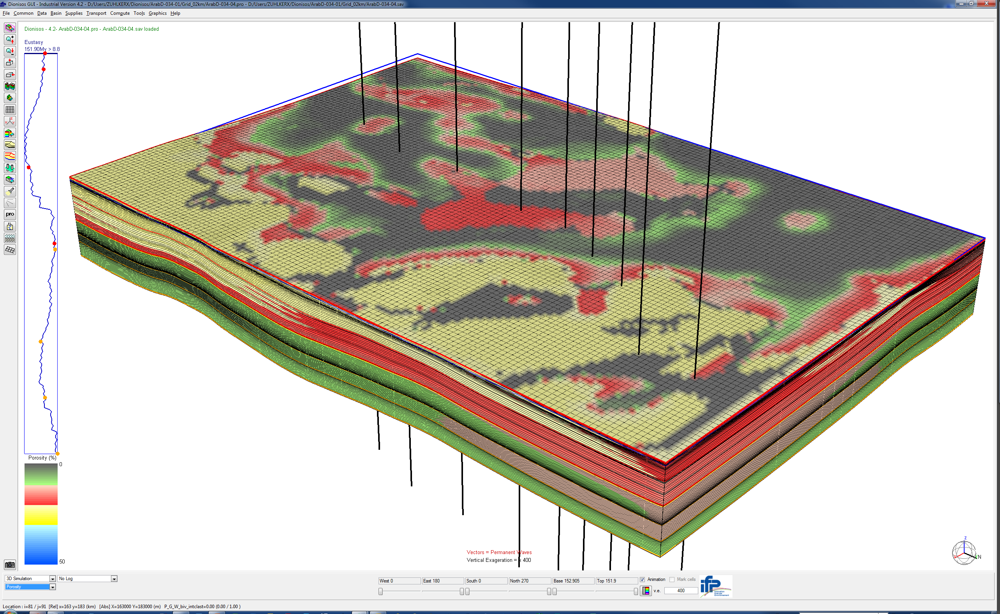 Dionisos GUI - Industrial Version 4.2 - D:/Users/ZUHLKERX/Dionisos/ArabD-034-01/Grid_02km/ArabD-034-04.pro - D:/Users/ZUHLKERX/Dionisos/ArabD-034-01/Grid_02km/ArabD-034-04.sav
File Common Data Basin Supplies Transport Compute Tools Graphics Help
Dionisos - 4.2- ArabD-034-04.pro - ArabD-034-04.sav loaded
Eustasy
151.90My > 8.8
pro
SL
Porosity (%)
0
50
Vectors = Permanent Waves
Vertical Exageration = x 400
Z
N
3D Simulation No Log
Porosity
West 0 East 180 South 0 North 270 Base 152.905 Top 151.9 Animation Mark cells
v.e. 400
ifp
Innovation
Energie
Environnement
Location : i=81 / j=91 [Rel] x=163 y=183 (km) [Abs] X=163000 Y=183000 (m) P_G_W_biv_intclast=0.00 (0.00 / 1.00 )